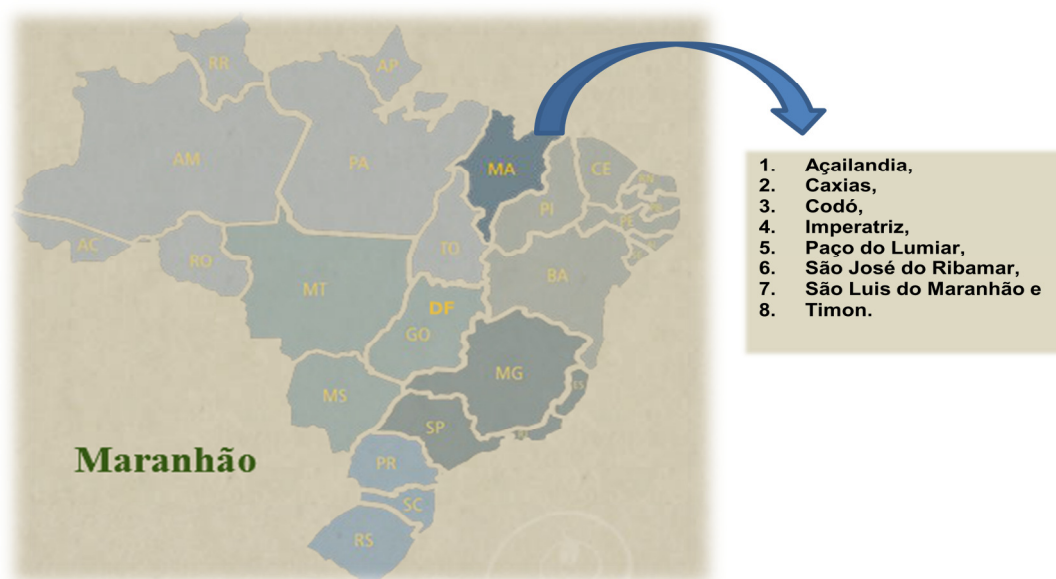 RR
AP
AM
PA
MA
CE
RN
PI
AC
TO
RO
BA
MT
DF
GO
MG
MS
ES
SP
PR
SC
RS
Maranhão
1. Açailandia,
2. Caxias,
3. Codó,
4. Imperatriz,
5. Paço do Lumiar,
6. São José do Ribamar,
7. São Luis do Maranhão e
8. Timon.